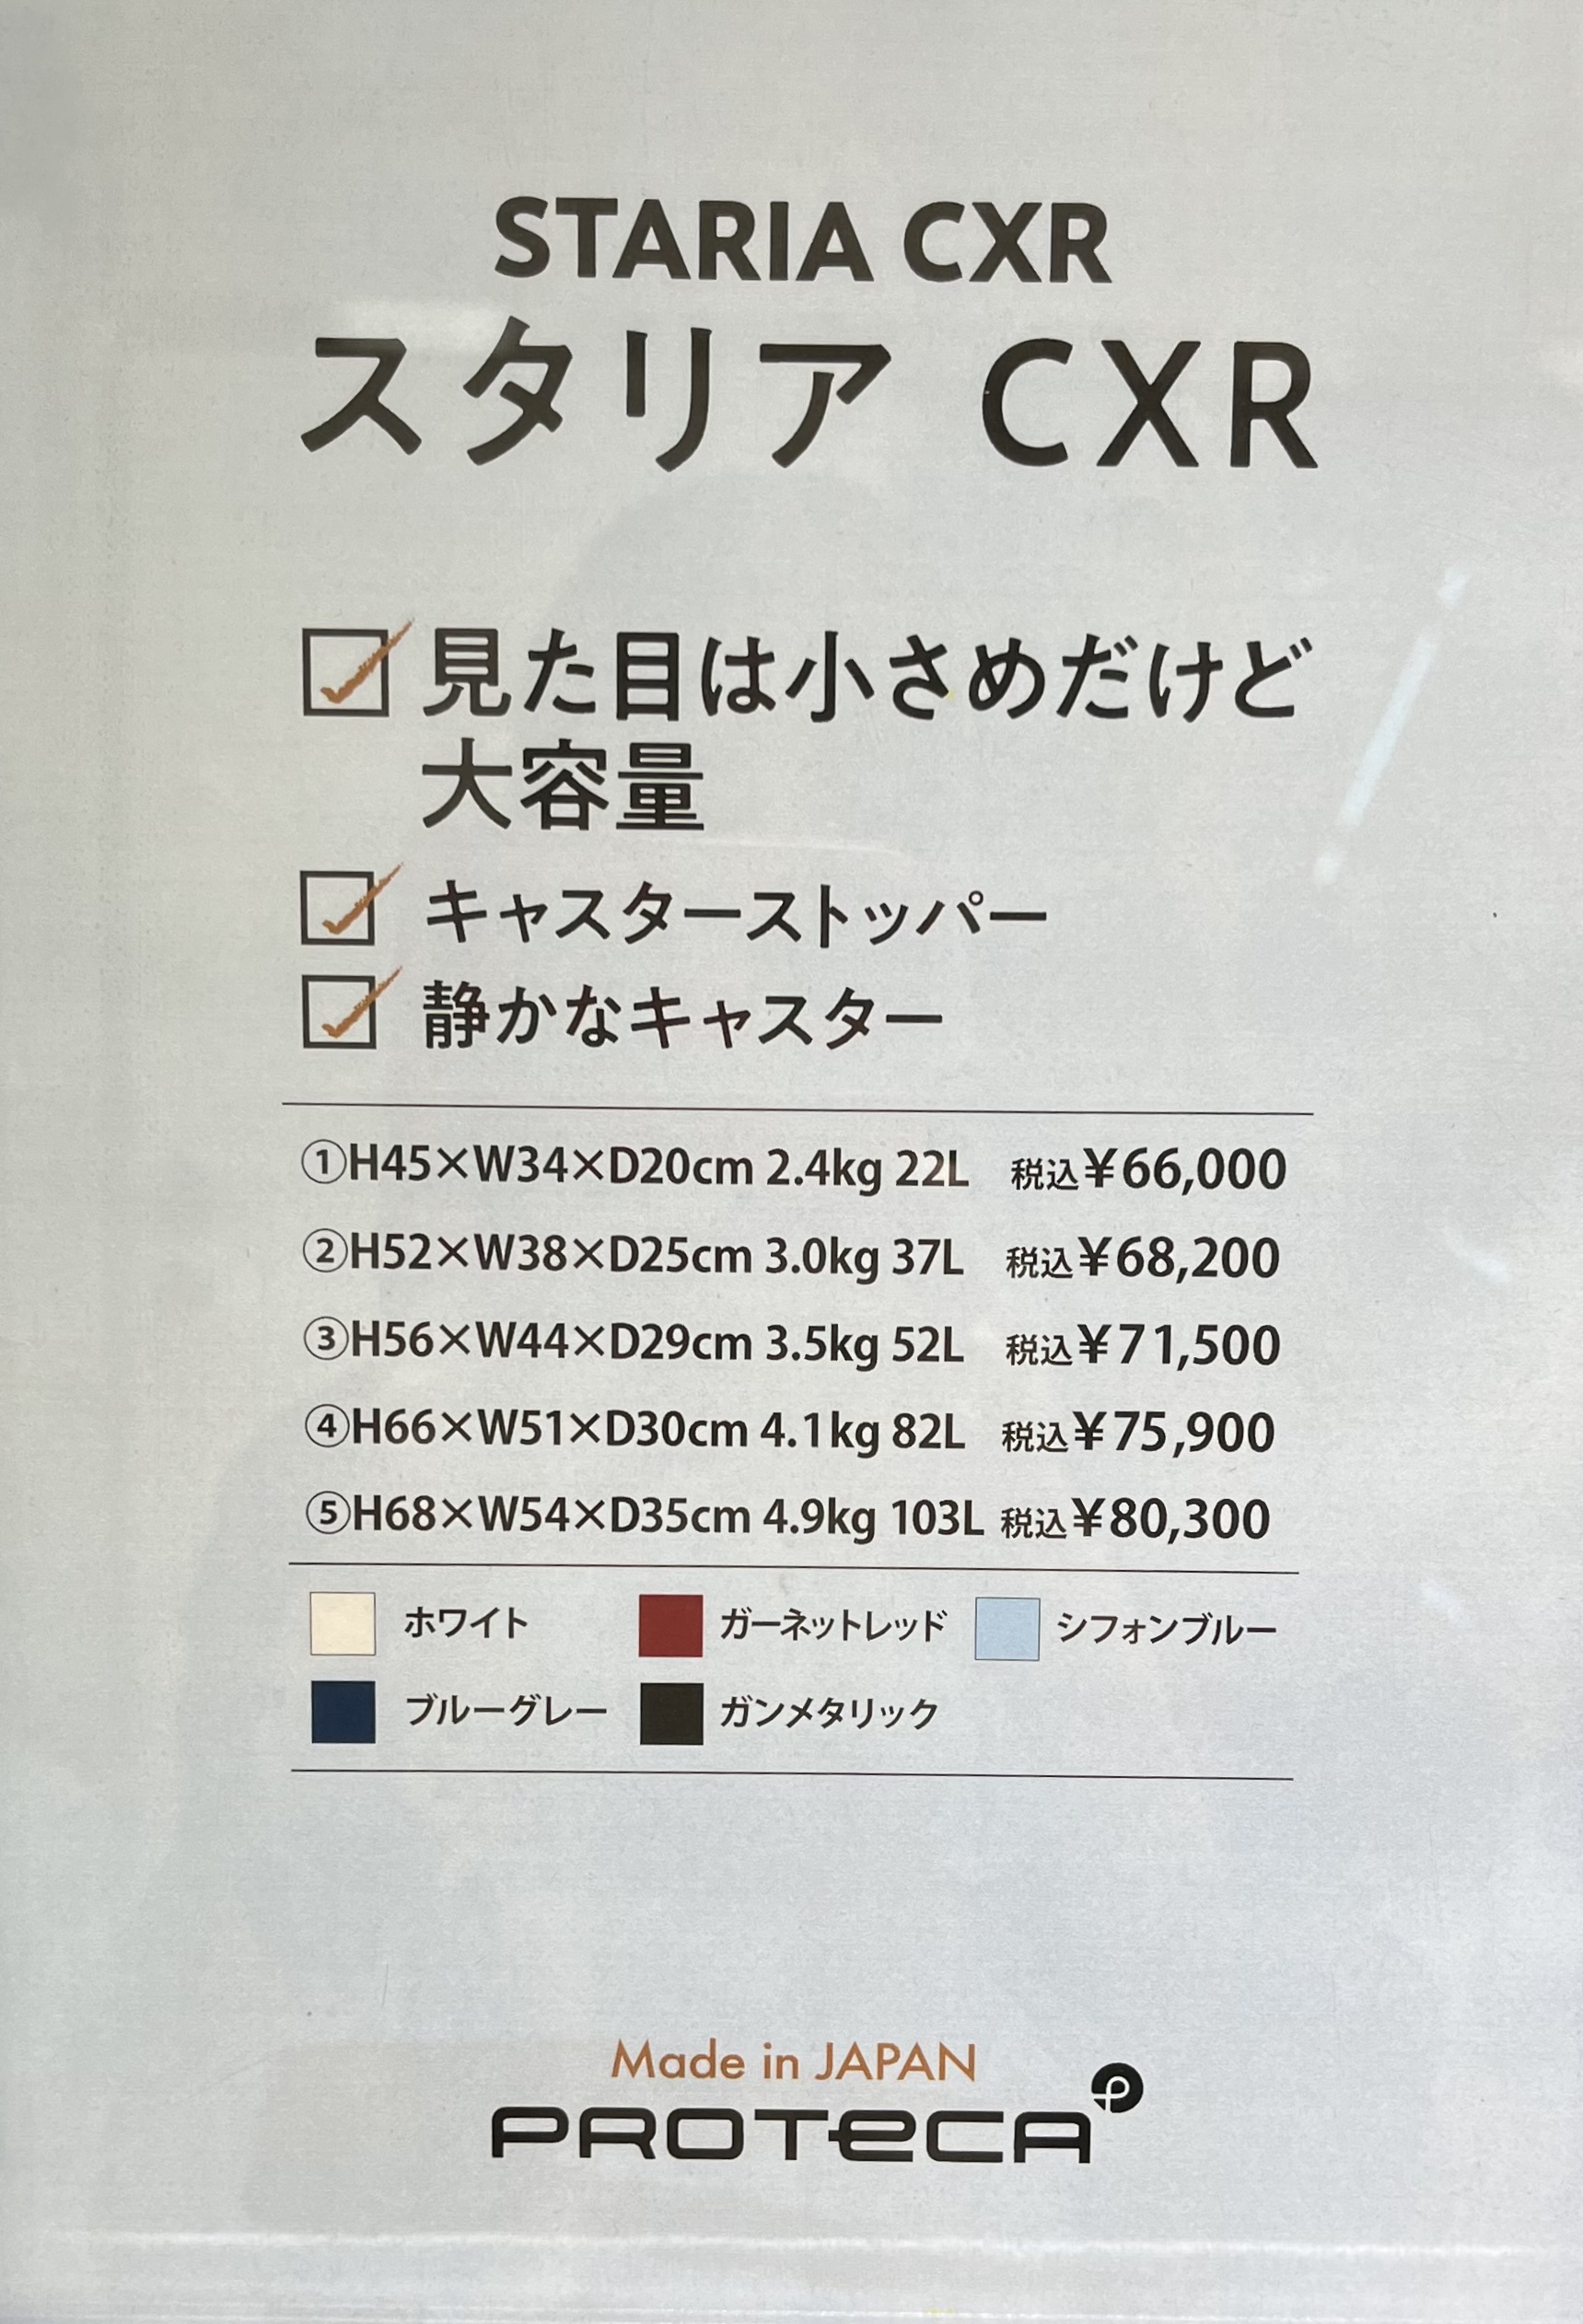 STARIA CXR
スタリア CXR
見た目は小さめだけど
大容量
キャスターストッパー
静かなキャスター
①H45×W34×D20cm 2.4kg 22L 税込¥66,000
②H52×W38×D25cm 3.0kg 37L 税込¥68,200
③H56×W44×D29cm 3.5kg 52L 税込¥71,500
④H66×W51×D30cm 4.1kg 82L 税込¥75,900
⑤H68×W54×D35cm 4.9kg 103L 税込¥80,300
ホワイト ガーネットレッド シフォンブルー
ブルーグレー ガンメタリック
Made in JAPAN
PROTeCA